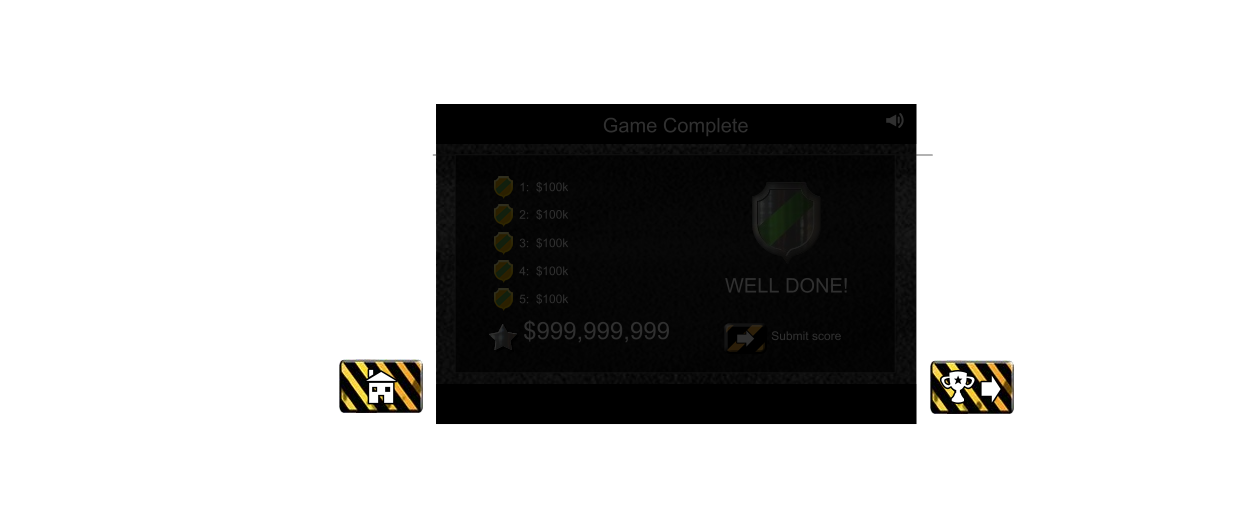 Game Complete
1: $100k
2: $100k
3: $100k
4: $100k
5: $100k
$999,999,999
WELL DONE!
Submit score